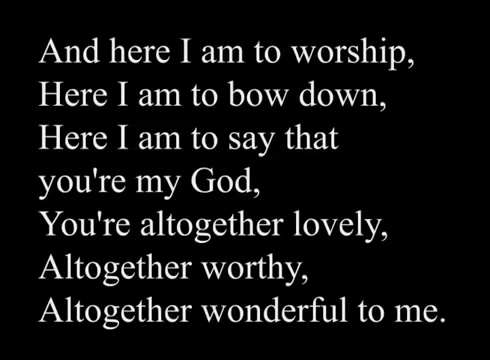 And here I am to worship,
Here I am to bow down,
Here I am to say that
you're my God,
You're altogether lovely,
Altogether worthy,
Altogether wonderful to me.